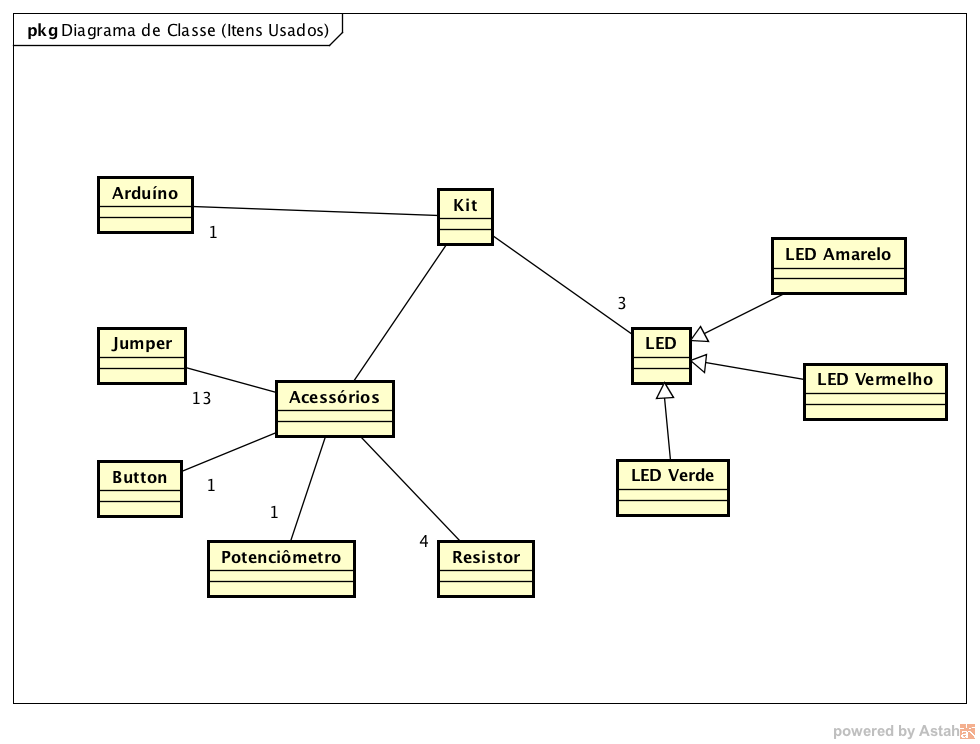 pkg Diagrama de Classe (Itens Usados)
Arduíno
1
Kit
LED Amarelo
3
LED
Jumper
13
LED Vermelho
Acessórios
Button
1
LED Verde
1
4
Potenciômetro
Resistor
powered by Astah